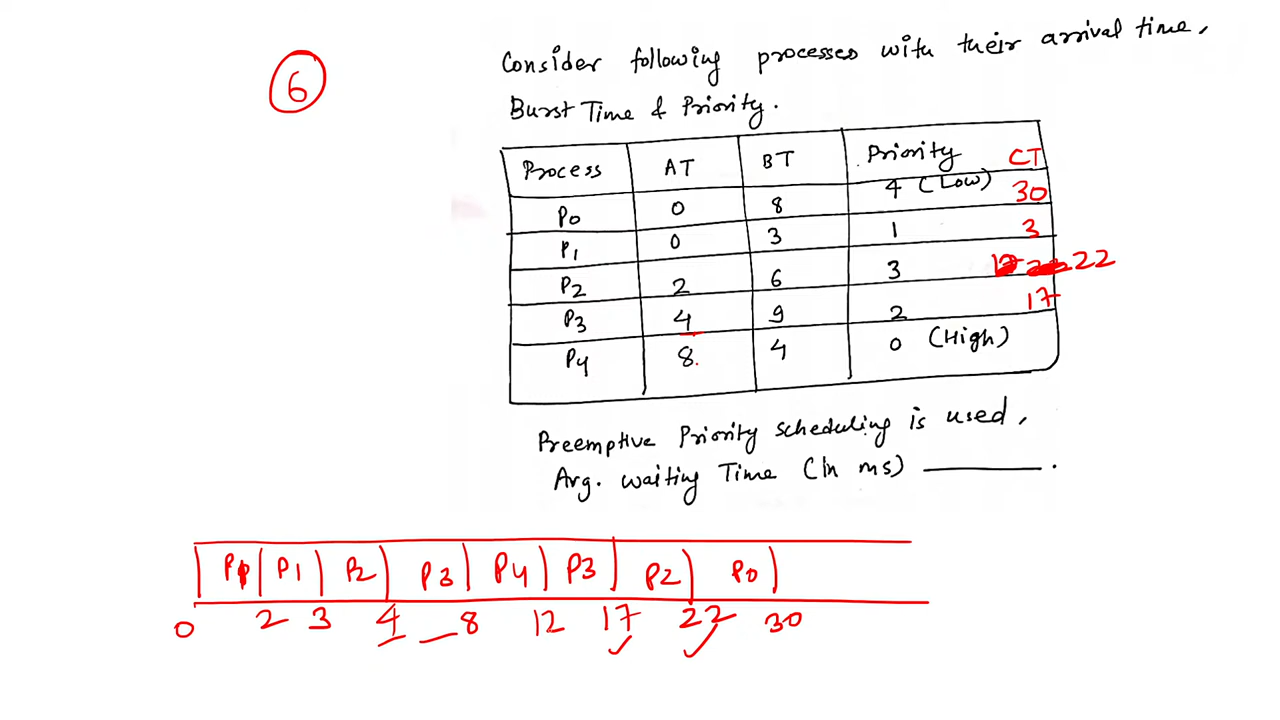 6
Consider following processes with their arrival time,
Burst Time & Priority.
Process AT BT Priority CT
P0 0 8 4 (Low) 30
P1 0 3 1 3
P2 2 6 3 22
P3 4 9 2 17
P4 8 4 0 (High)
Preemptive Priority scheduling is used,
Avg. waiting Time (In ms) ______.
P1 P1 P2 P3 P4 P3 P2 P0
0 2 3 4 8 12 17 22 30